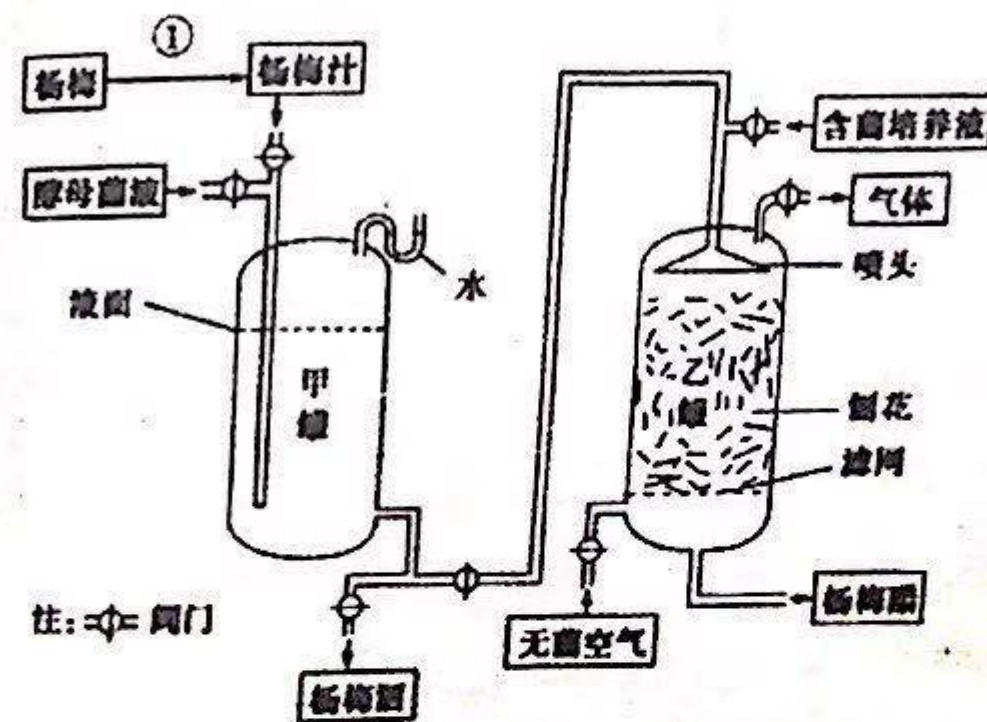 ①
杨梅
杨梅汁
含菌培养液
酵母菌液
气体
水
喷头
液面
甲罐
乙罐
刨花
滤网
注: 阀门
杨梅醋
无菌空气
杨梅酒